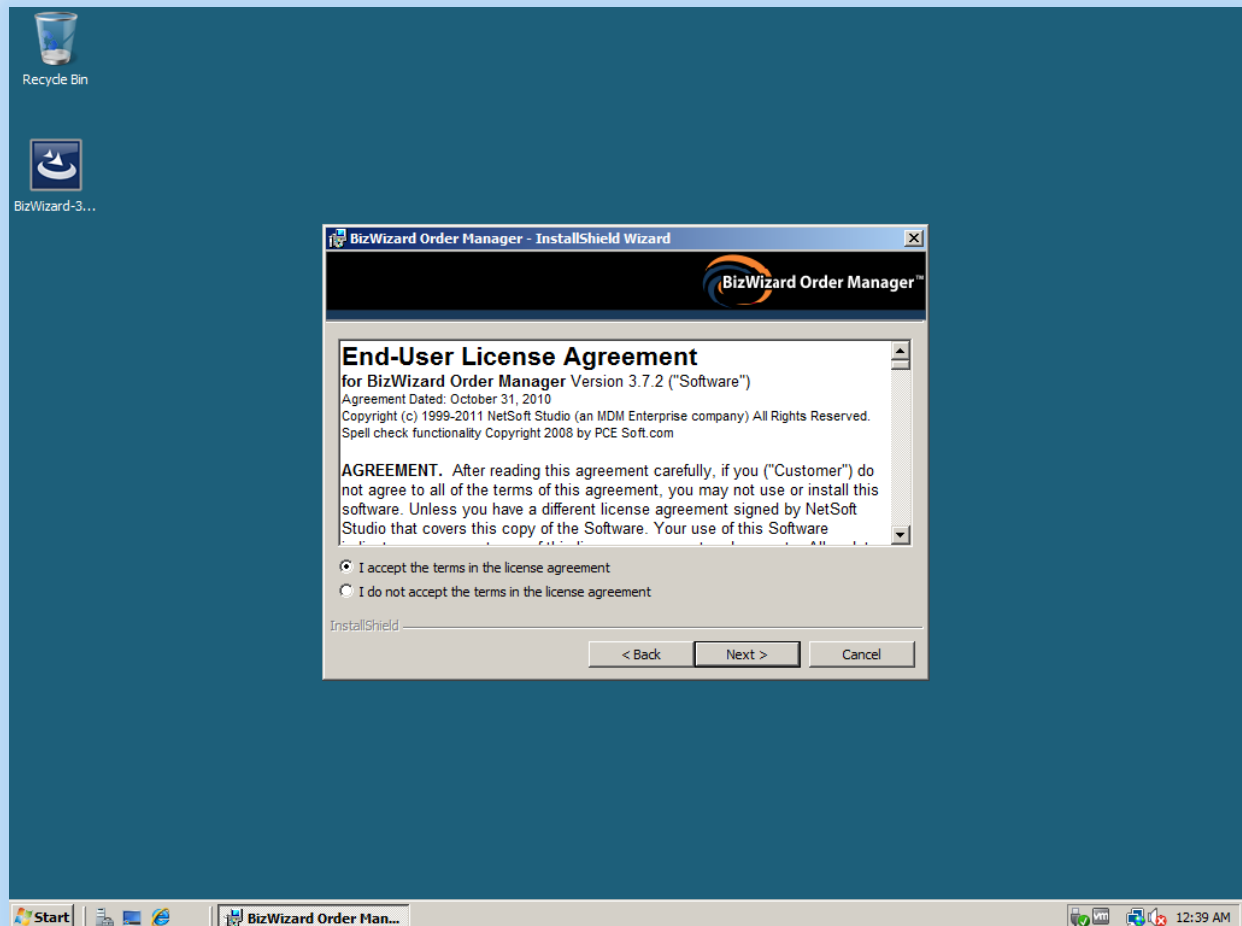 Recycle Bin
BizWizard-3...
BizWizard Order Manager - InstallShield Wizard
BizWizard Order Manager™
End-User License Agreement
for BizWizard Order Manager Version 3.7.2 ("Software")
Agreement Dated: October 31, 2010
Copyright (c) 1999-2011 NetSoft Studio (an MDM Enterprise company) All Rights Reserved.
Spell check functionality Copyright 2008 by PCE Soft.com
AGREEMENT. After reading this agreement carefully, if you ("Customer") do
not agree to all of the terms of this agreement, you may not use or install this
software. Unless you have a different license agreement signed by NetSoft
Studio that covers this copy of the Software. Your use of this Software
I accept the terms in the license agreement
I do not accept the terms in the license agreement
InstallShield
< Back
Next >
Cancel
Start
BizWizard Order Man...
vm
12:39 AM